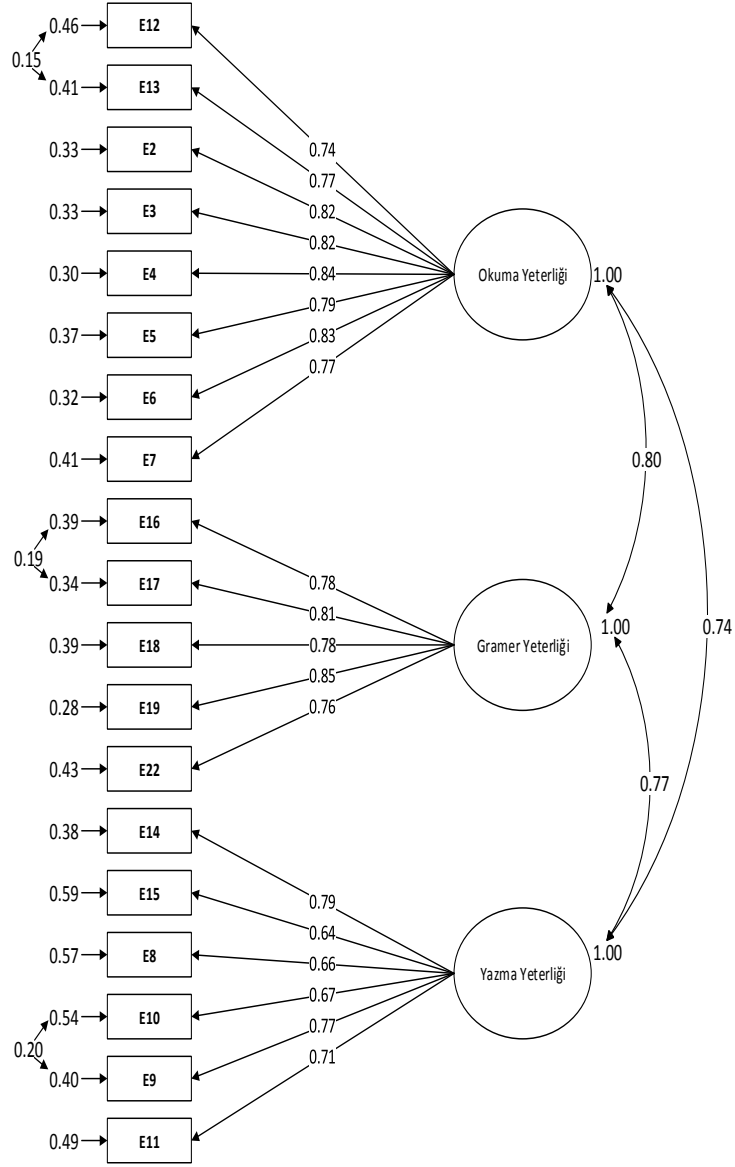 0.46 E12
0.15
0.41 E13
0.74
0.33 E2
0.77
0.33 E3
0.82
0.82
0.30 E4 0.84 Okuma Yeterliği 1.00
0.79
0.37 E5 0.83
0.77
0.32 E6
0.41 E7 0.80
0.39 E16
0.19
0.34 E17 0.78
0.81
1.00 0.74
0.39 E18 0.78 Gramer Yeterliği
0.85
0.28 E19 0.76
0.43 E22 0.77
0.38 E14
0.59 E15 0.79
0.64
0.57 E8 0.66 1.00
Yazma Yeterliği
0.67
0.54 E10 0.77
0.20
0.71
0.40 E9
0.49 E11